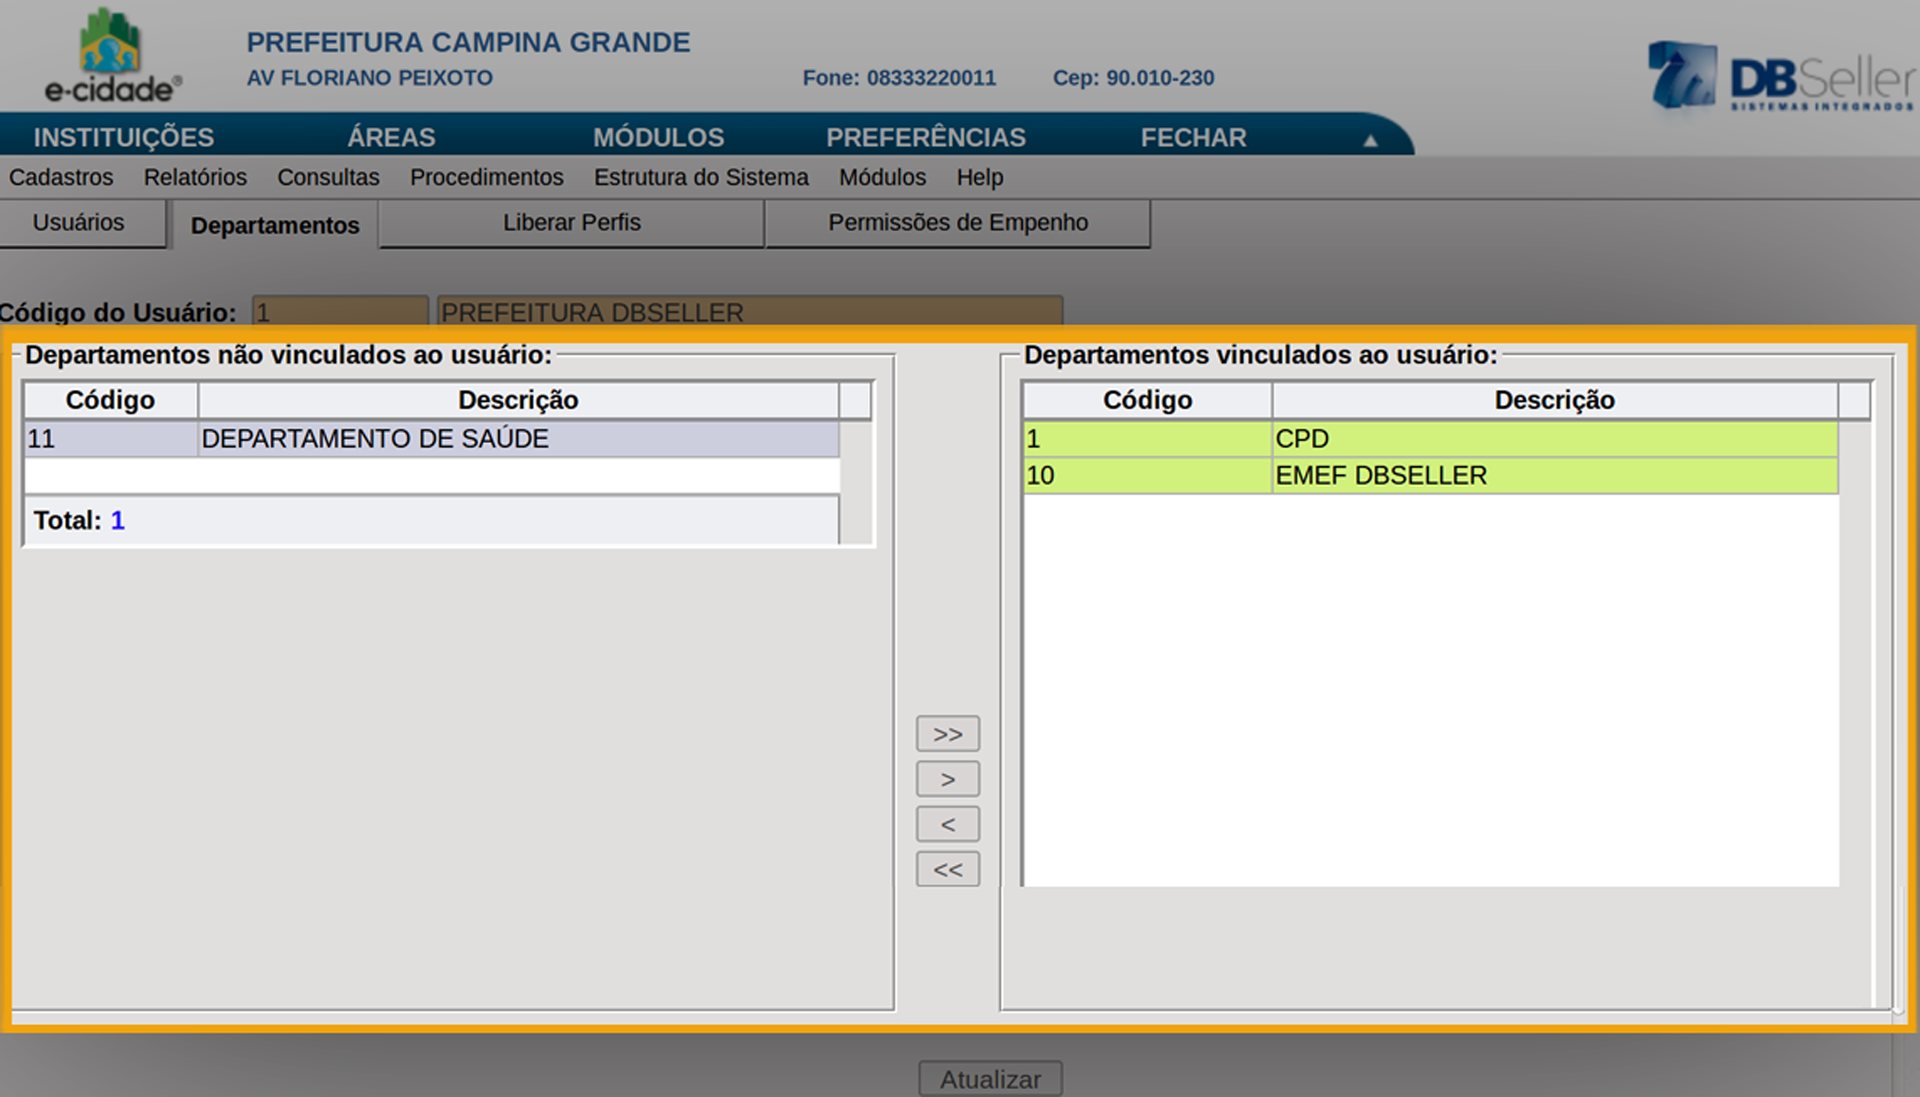 e-cidade®
PREFEITURA CAMPINA GRANDE
AV FLORIANO PEIXOTO Fone: 08333220011 Cep: 90.010-230
DBSeller
SISTEMAS INTEGRADOS
INSTITUIÇÕES ÁREAS MÓDULOS PREFERÊNCIAS FECHAR ▲
Cadastros Relatórios Consultas Procedimentos Estrutura do Sistema Módulos Help
Usuários Departamentos Liberar Perfis Permissões de Empenho
Código do Usuário: 1 PREFEITURA DBSELLER
Departamentos não vinculados ao usuário:
Código Descrição
11 DEPARTAMENTO DE SAÚDE
Total: 1
>>
>
<
<<
Departamentos vinculados ao usuário:
Código Descrição
1 CPD
10 EMEF DBSELLER
Atualizar